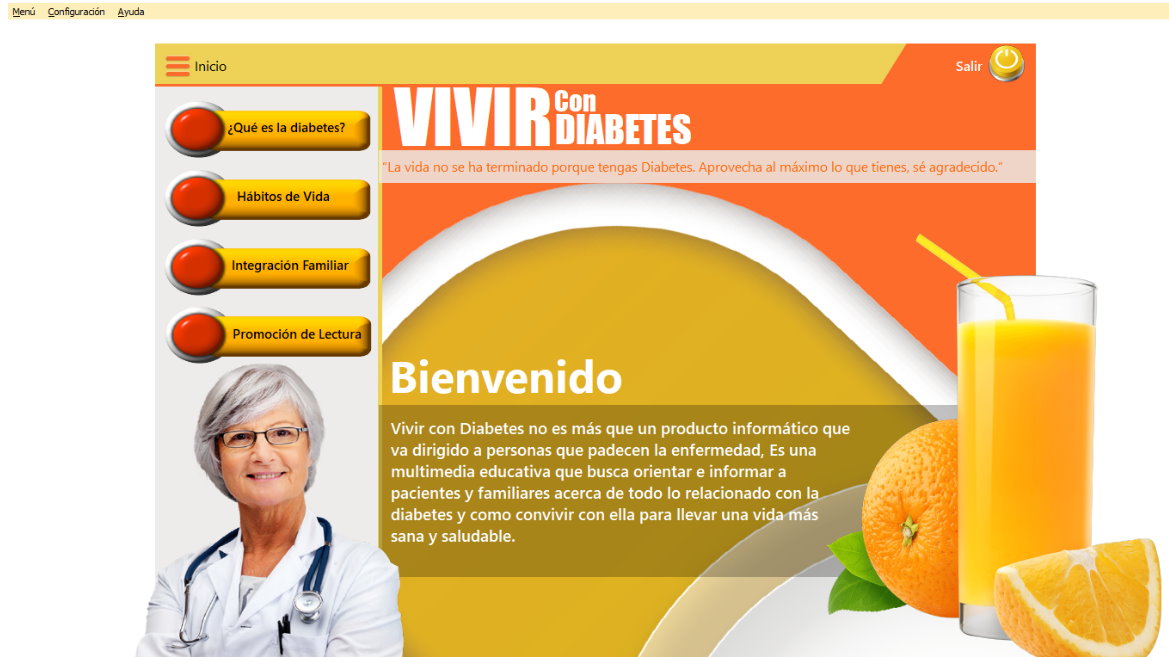 Menú Configuración Ayuda
Inicio
Salir
¿Qué es la diabetes?
Hábitos de Vida
Integración Familiar
Promoción de Lectura
VIVIR Con
DIABETES
"La vida no se ha terminado porque tengas Diabetes. Aprovecha al máximo lo que tienes, sé agradecido."
Bienvenido
Vivir con Diabetes no es más que un producto informático que
va dirigido a personas que padecen la enfermedad, Es una
multimedia educativa que busca orientar e informar a
pacientes y familiares acerca de todo lo relacionado con la
diabetes y como convivir con ella para llevar una vida más
sana y saludable.